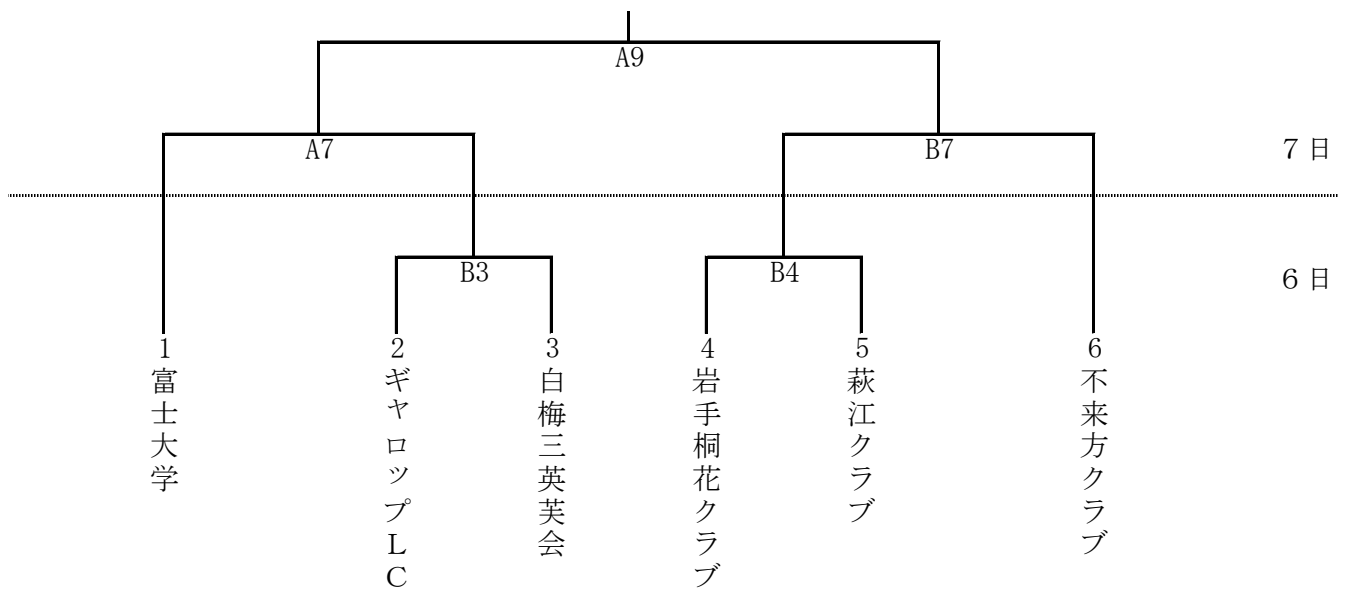 A9
A7
B7
7日
B3
B4
6日
1
富士大学
2
ギャロップLC
3
白梅三英芙会
4
岩手桐花クラブ
5
萩江クラブ
6
不来方クラブ